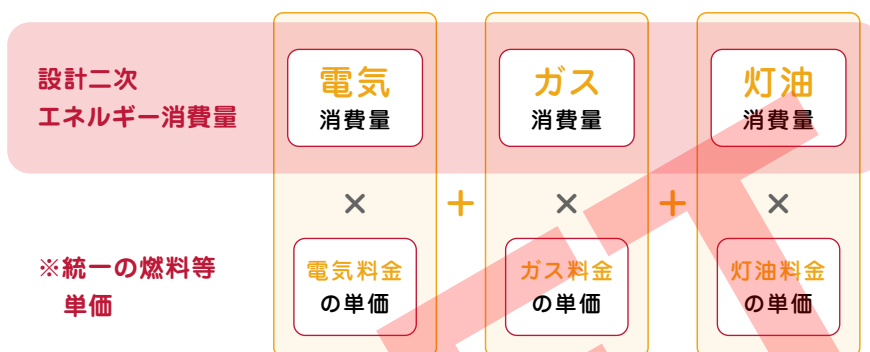 設計二次
エネルギー消費量
電気
消費量
ガス
消費量
灯油
消費量
×
+
×
+
×
※統一の燃料等
単価
電気料金
の単価
ガス料金
の単価
灯油料金
の単価